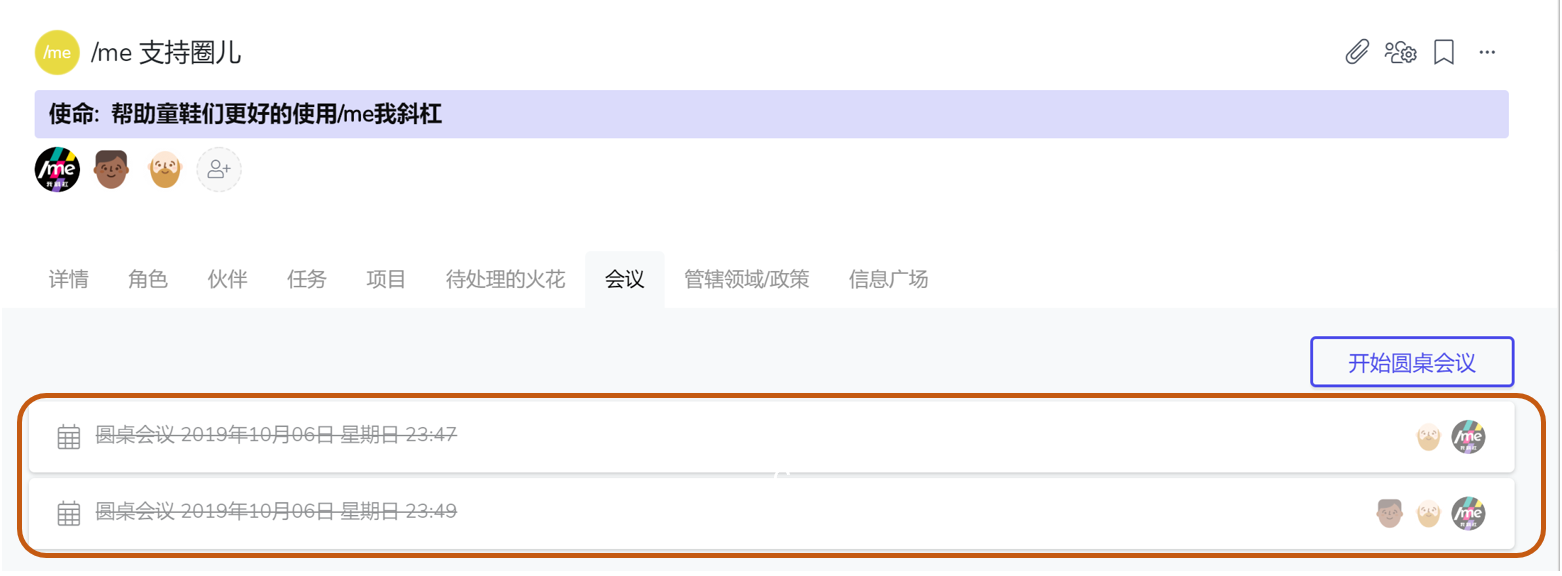 /me /me 支持圈儿
使命: 帮助童鞋们更好的使用/me我斜杠
/me 我斜杠
详情 角色 伙伴 任务 项目 待处理的火花 会议 管辖领域/政策 信息广场
开始圆桌会议
圆桌会议 2019年10月06日 星期日 23:47 /me 我斜杠
圆桌会议 2019年10月06日 星期日 23:49 /me 我斜杠